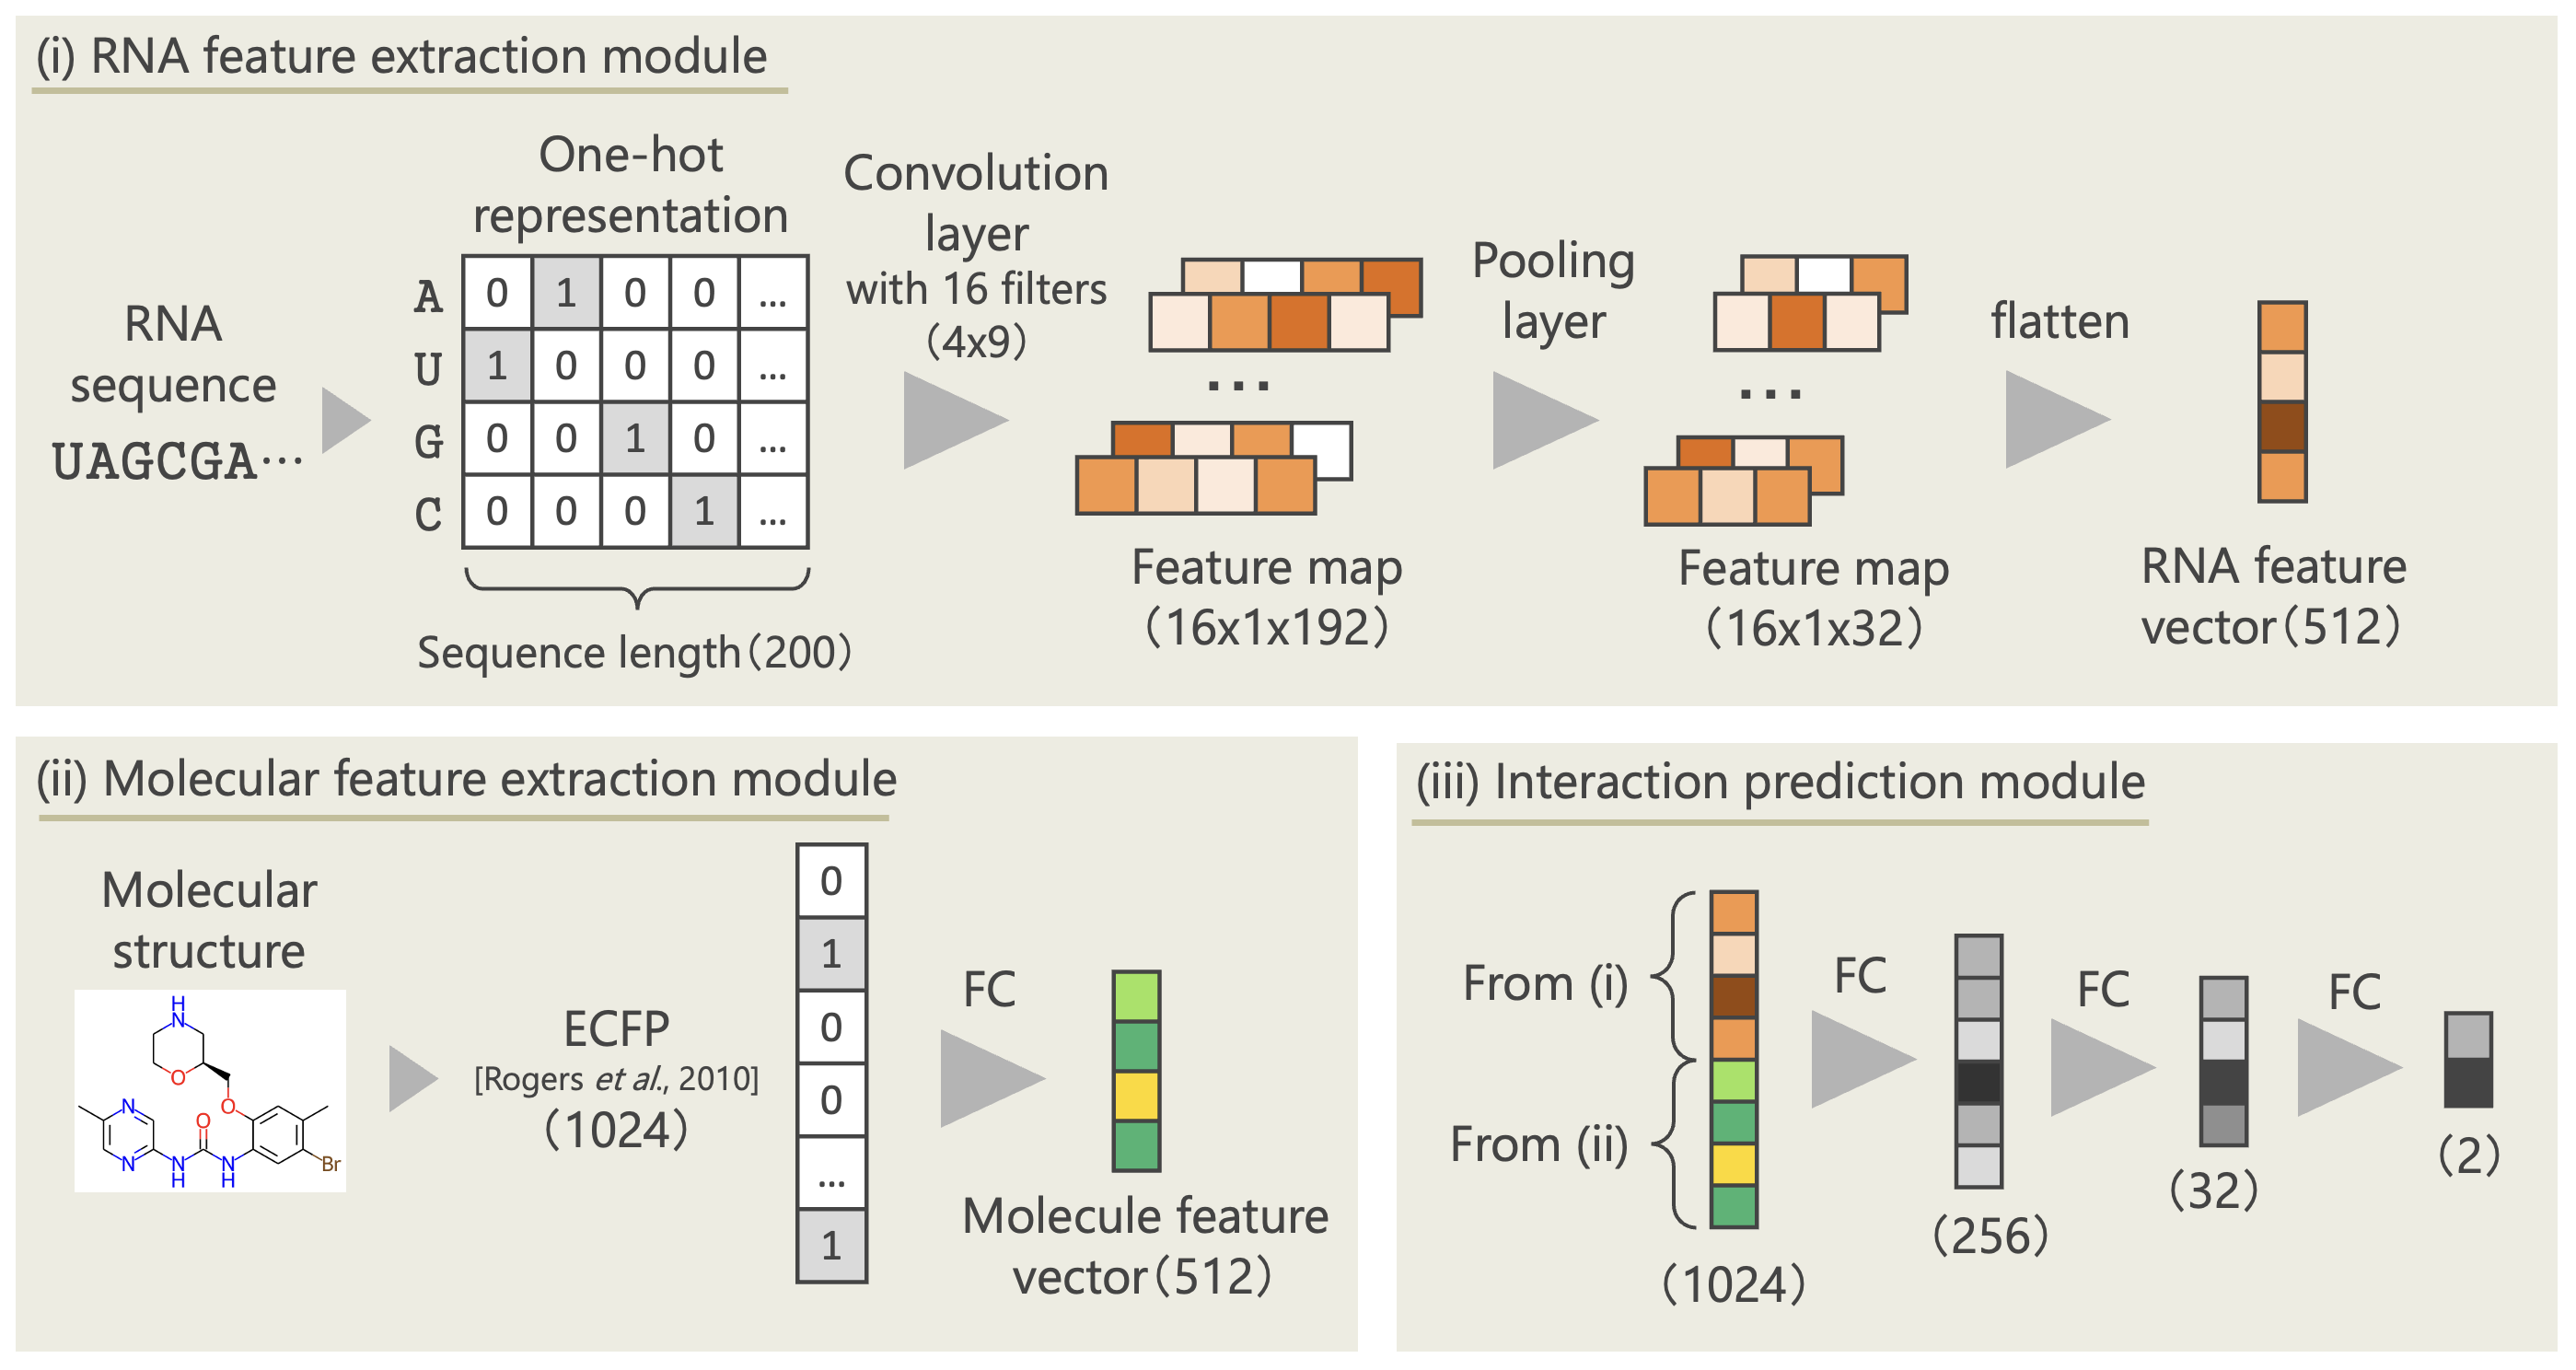 (i) RNA feature extraction module
RNA
sequence
UAGCGA…
One-hot
representation
A 0 1 0 0 ...
U 1 0 0 0 ...
G 0 0 1 0 ...
C 0 0 0 1 ...
Sequence length(200)
Convolution
layer
with 16 filters
(4x9)
...
Feature map
(16x1x192)
Pooling
layer
...
Feature map
(16x1x32)
flatten
RNA feature
vector(512)
(ii) Molecular feature extraction module
Molecular
structure
H
N
O
N
O
O
N
N
N
Br
H
H
ECFP
[Rogers et al., 2010]
(1024)
0
1
0
0
...
1
FC
Molecule feature
vector(512)
(iii) Interaction prediction module
From (i)
From (ii)
(1024)
FC
(256)
FC
(32)
FC
(2)